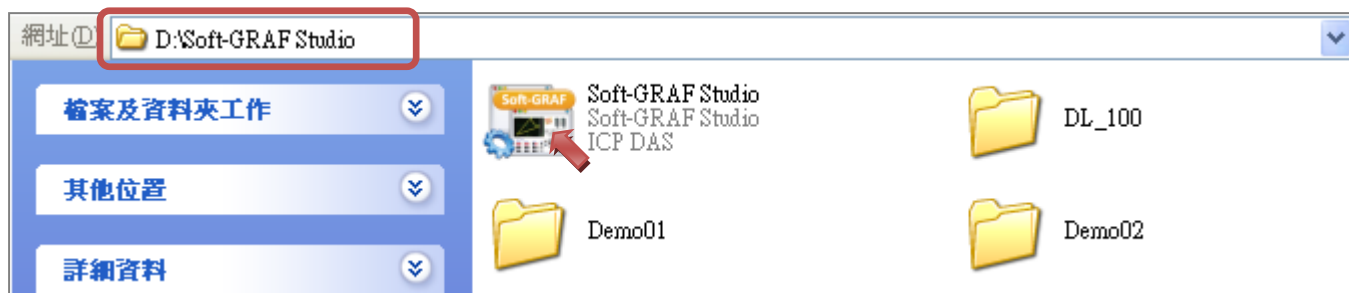 網址(D) D:\Soft-GRAF Studio
檔案及資料夾工作
其他位置
詳細資料
Soft-GRAF
Soft-GRAF Studio
Soft-GRAF Studio
ICP DAS
DL_100
Demo01
Demo02